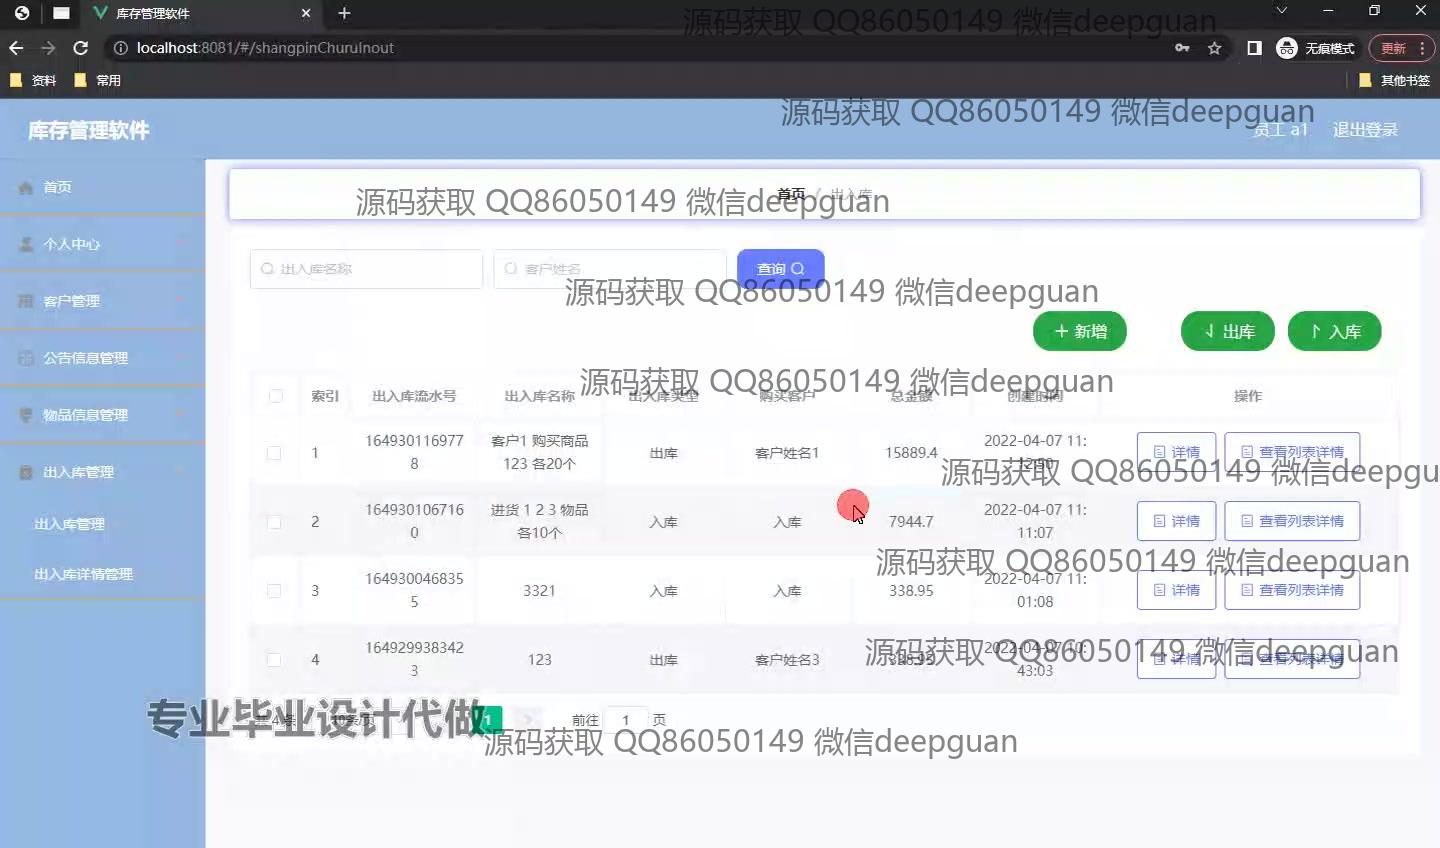 库存管理软件
源码获取 QQ86050149 微信deepguan
localhost:8081/#/shangpinChuruInout
无痕模式
更新
资料
常用
其他书签
源码获取 QQ86050149 微信deepguan
库存管理软件
员工 a1
退出登录
首页
首页 / 出入库
源码获取 QQ86050149 微信deepguan
个人中心
出入库名称
客户姓名
查询
源码获取 QQ86050149 微信deepguan
客户管理
新增
出库
入库
公告信息管理
源码获取 QQ86050149 微信deepguan
索引 出入库流水号 出入库名称 出入库类型 购买客户 总金额 创建时间 操作
物品信息管理
1 1649301169778 客户1 购买商品 123 各20个 出库 客户姓名1 15889.4 2022-04-07 11:12:50 详情 查看列表详情
源码获取 QQ86050149 微信deepgu
出入库管理
2 1649301067160 进货 1 2 3 物品各10个 入库 入库 7944.7 2022-04-07 11:11:07 详情 查看列表详情
出入库管理
源码获取 QQ86050149 微信deepguan
出入库详情管理
3 1649300468355 3321 入库 入库 338.95 2022-04-07 11:01:08 详情 查看列表详情
源码获取 QQ86050149 微信deepguan
4 1649299383423 123 出库 客户姓名3 338.95 2022-04-07 10:43:03 详情 查看列表详情
专业毕业设计代做
共 4 条 10条/页 1 前往 1 页
源码获取 QQ86050149 微信deepguan